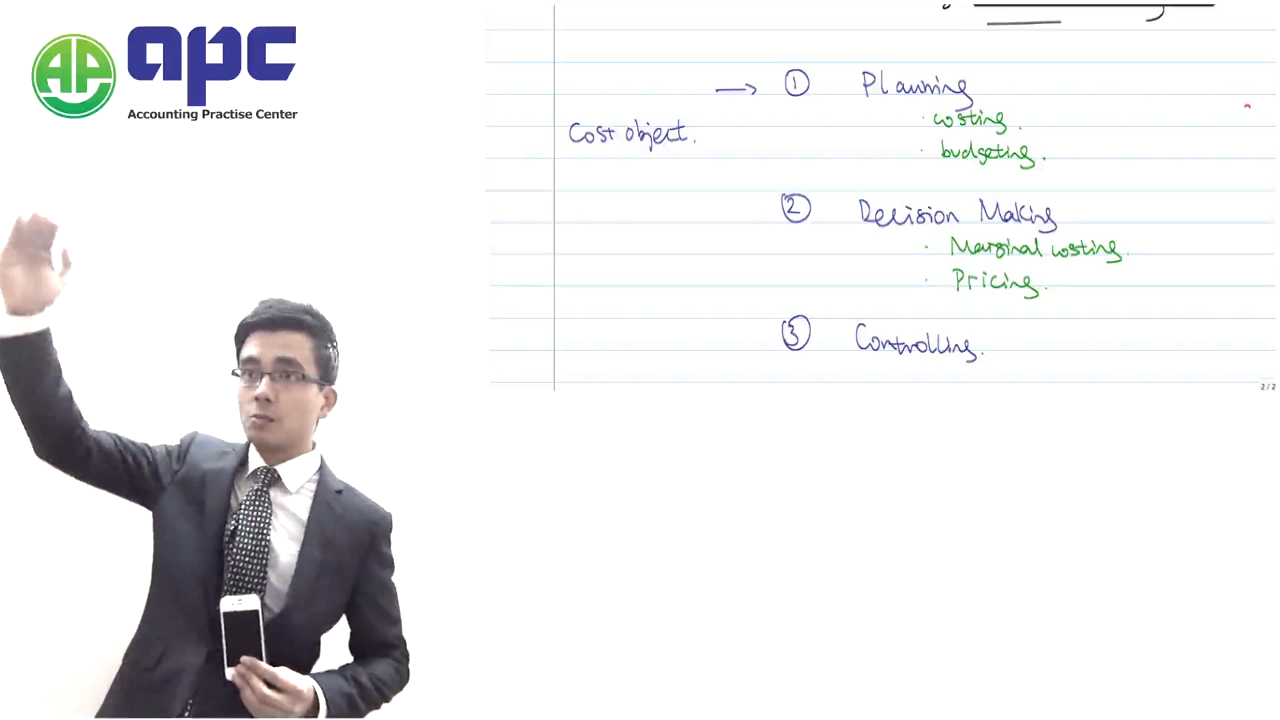 APC
apc
Accounting Practise Center
→ ① Planning
· costing.
Cost object.
· budgeting.
② Decision Making
· Marginal costing.
· Pricing.
③ Controlling.
2/2